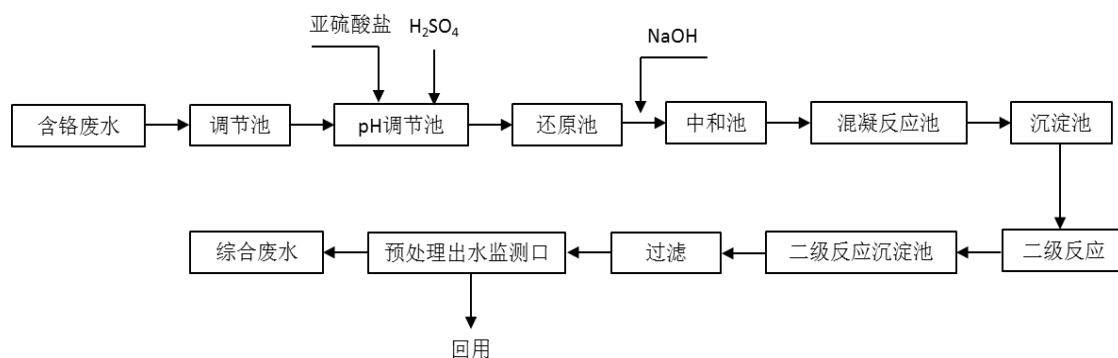 亚硫酸盐
H₂SO₄
NaOH
含铬废水
调节池
pH调节池
还原池
中和池
混凝反应池
沉淀池
综合废水
预处理出水监测口
过滤
二级反应沉淀池
二级反应
回用